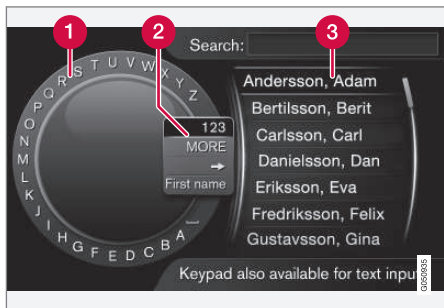 1
2
3
Search:
A B C D E F G H I J K L M N O P Q R S T U V W X Y Z
123
MORE
First name
Andersson, Adam
Bertilsson, Berit
Carlsson, Carl
Danielsson, Dan
Eriksson, Eva
Fredriksson, Felix
Gustavsson, Gina
Keypad also available for text input
G050935